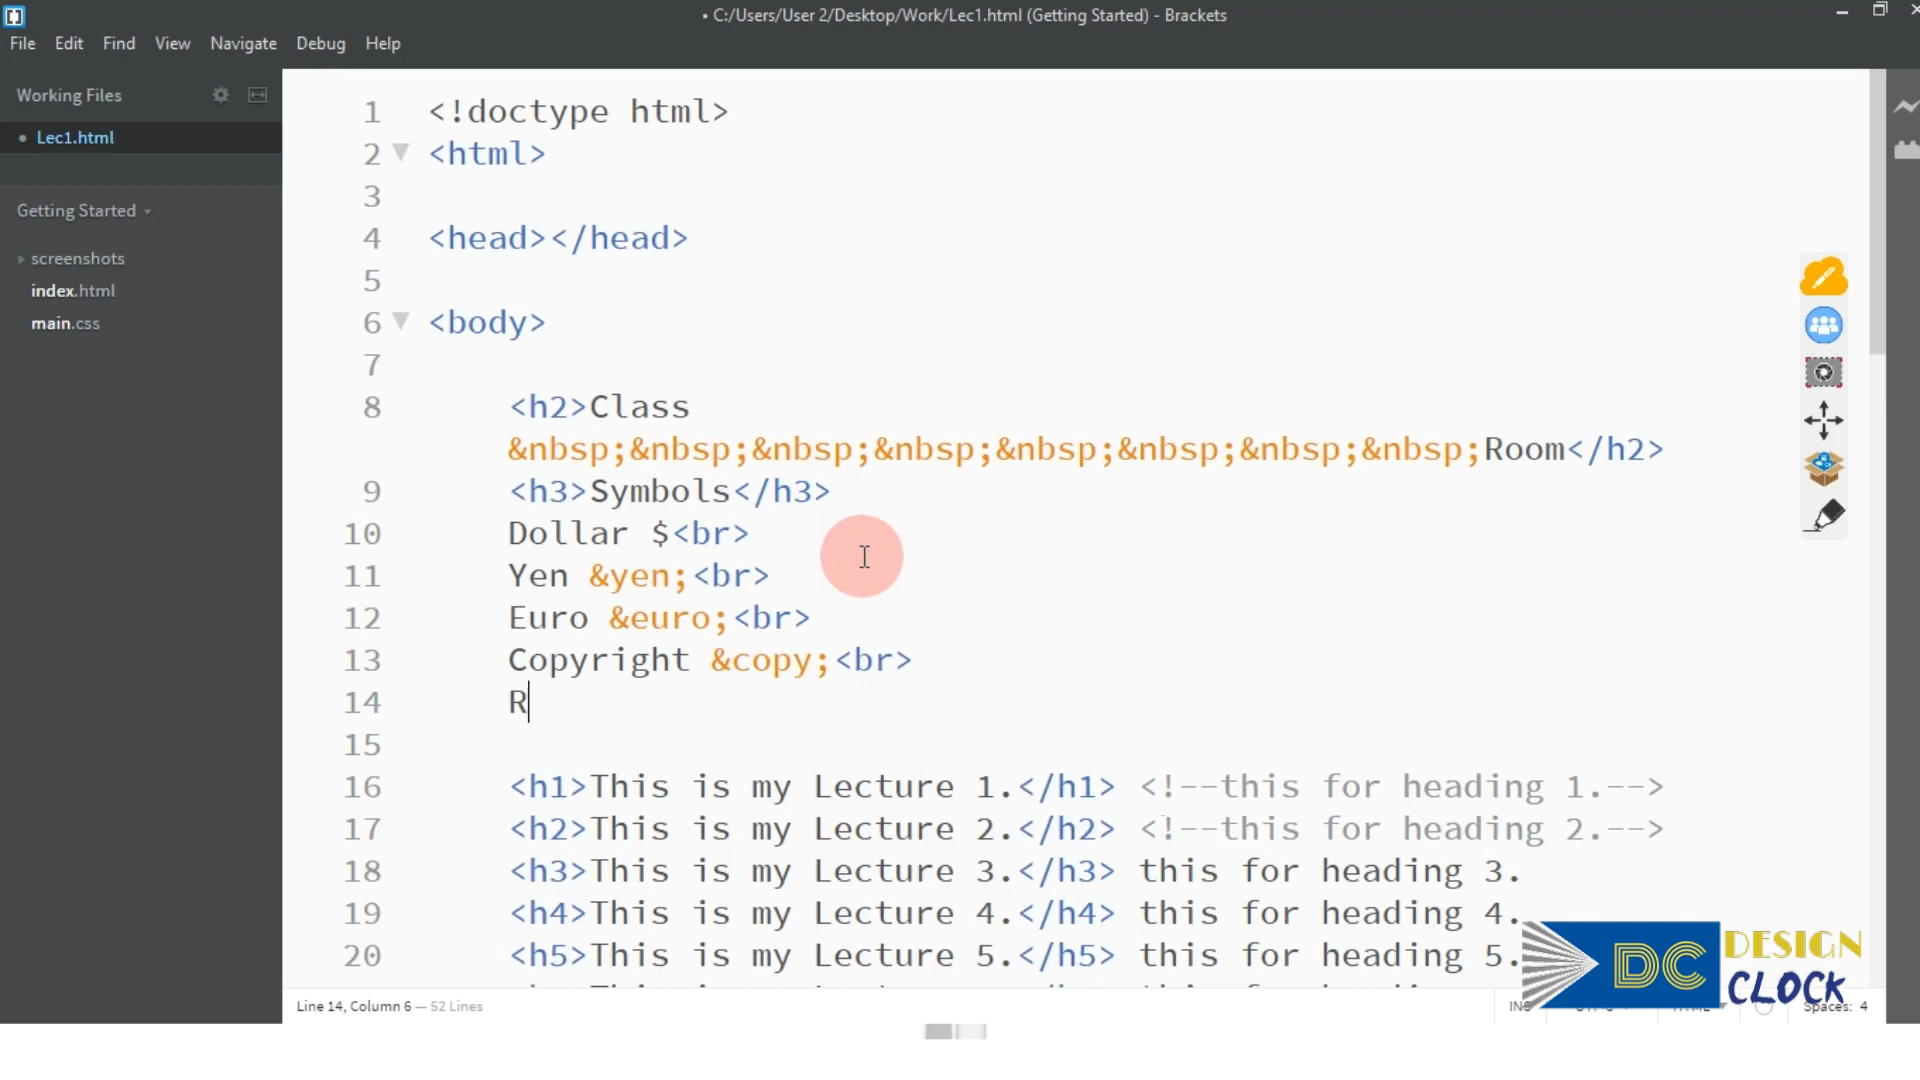 • C:/Users/User 2/Desktop/Work/Lec1.html (Getting Started) - Brackets
File Edit Find View Navigate Debug Help
Working Files
• Lec1.html
Getting Started
screenshots
index.html
main.css
1 <!doctype html>
2 <html>
3
4 <head></head>
5
6 <body>
7
8 <h2>Class
&nbsp;&nbsp;&nbsp;&nbsp;&nbsp;&nbsp;&nbsp;&nbsp;Room</h2>
9 <h3>Symbols</h3>
10 Dollar $<br>
11 Yen &yen;<br>
12 Euro &euro;<br>
13 Copyright &copy;<br>
14 R
15
16 <h1>This is my Lecture 1.</h1> <!--this for heading 1.-->
17 <h2>This is my Lecture 2.</h2> <!--this for heading 2.-->
18 <h3>This is my Lecture 3.</h3> this for heading 3.
19 <h4>This is my Lecture 4.</h4> this for heading 4.
20 <h5>This is my Lecture 5.</h5> this for heading 5.
DC DESIGN
CLOCK
Line 14, Column 6 — 52 Lines
INS
Spaces: 4